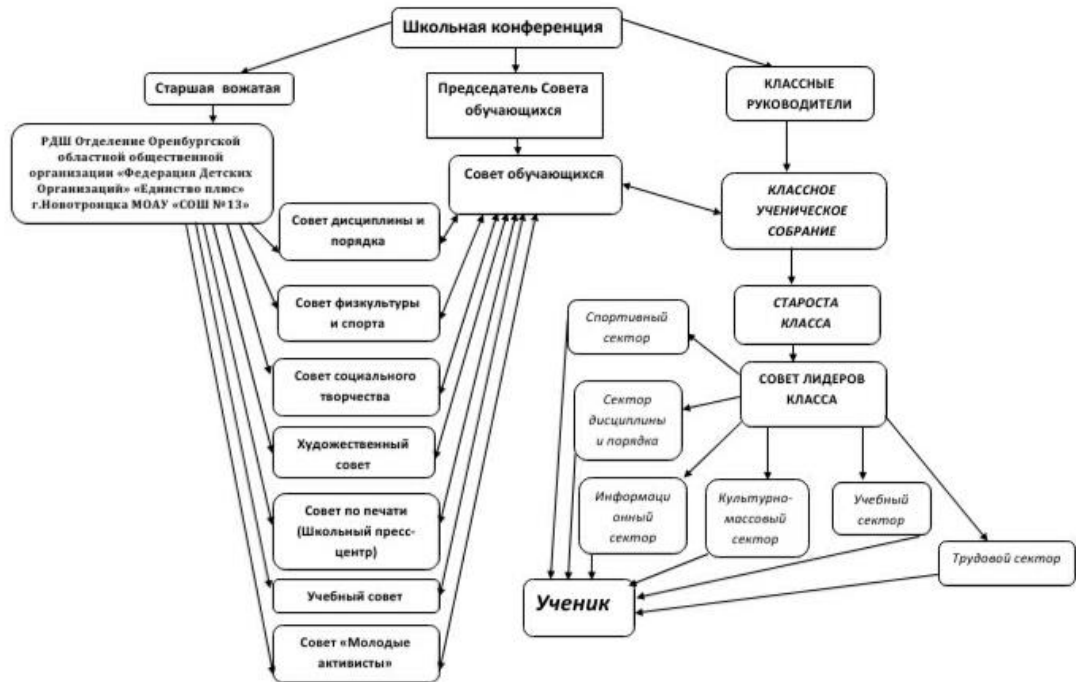 Школьная конференция
Старшая вожатая
Председатель Совета
обучающихся
КЛАССНЫЕ
РУКОВОДИТЕЛИ
РДШ Отделение Оренбургской
областной общественной
организации «Федерация Детских
Организаций» «Единство плюс»
г.Новотроицка МОАУ «СОШ №13»
Совет обучающихся
КЛАССНОЕ
УЧЕНИЧЕСКОЕ
СОБРАНИЕ
Совет дисциплины и
порядка
Совет физкультуры
и спорта
Совет социального
творчества
Художественный
совет
Совет по печати
(Школьный пресс-
центр)
Учебный совет
Совет «Молодые
активисты»
СТАРОСТА
КЛАССА
СОВЕТ ЛИДЕРОВ
КЛАССА
Спортивный
сектор
Сектор
дисциплины
и порядка
Информаци
онный
сектор
Культурно-
массовый
сектор
Учебный
сектор
Трудовой сектор
Ученик